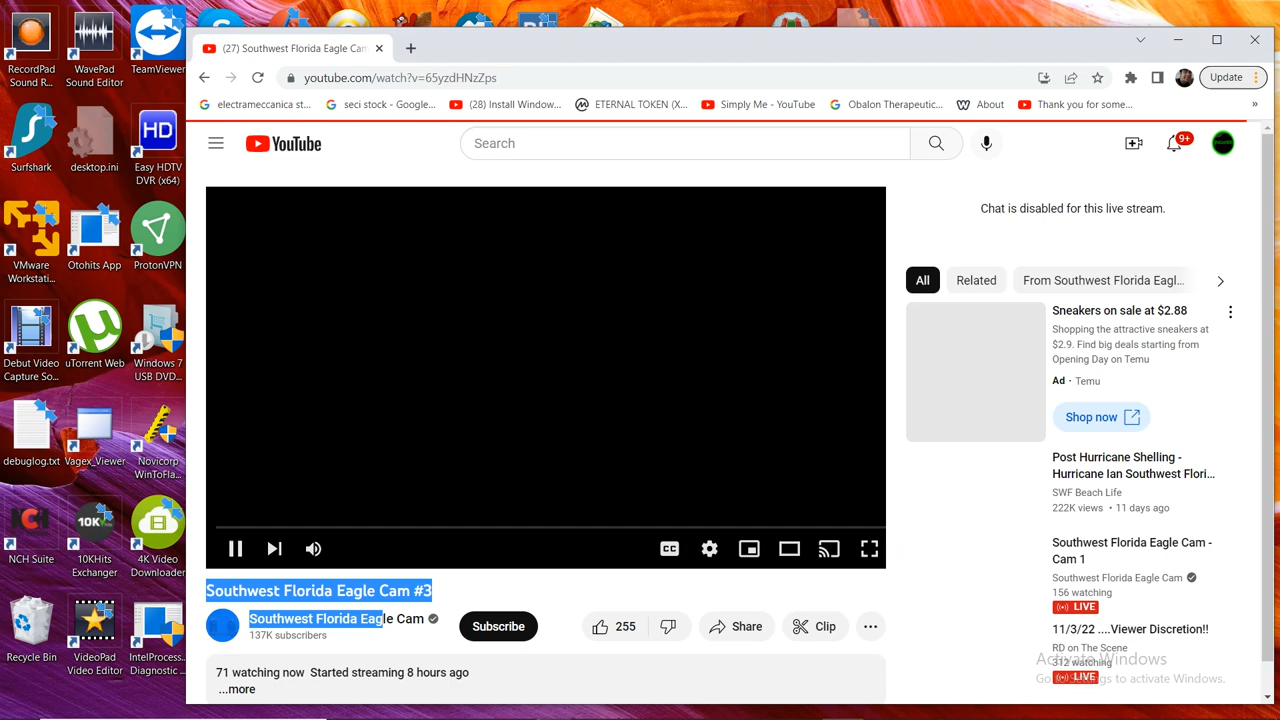 RecordPad
Sound R...
WavePad
Sound Editor
TeamViewer
Surfshark
desktop.ini
HD
Easy HDTV
DVR (x64)
VMware
Workstati...
Otohits App
ProtonVPN
Debut Video
Capture So...
uTorrent Web
Windows 7
USB DVD...
debuglog.txt
Vagex_Viewer
Novicorp
WinToFla...
NCH
NCH Suite
10KY
10KHits
Exchanger
4K Video
Downloader
Recycle Bin
VideoPad
Video Editor
IntelProcess...
Diagnostic ...
(27) Southwest Florida Eagle Cam
youtube.com/watch?v=65yzdHNzZps
Update
electrameccanica st...
seci stock - Google...
(28) Install Window...
ETERNAL TOKEN (X...
Simply Me - YouTube
Obalon Therapeutic...
About
Thank you for some...
»
YouTube
Search
9+
Chat is disabled for this live stream.
All
Related
From Southwest Florida Eagl...
Sneakers on sale at $2.88
Shopping the attractive sneakers at
$2.9. Find big deals starting from
Opening Day on Temu
Ad · Temu
Shop now
Post Hurricane Shelling -
Hurricane Ian Southwest Flori...
SWF Beach Life
222K views • 11 days ago
Southwest Florida Eagle Cam -
Cam 1
Southwest Florida Eagle Cam
156 watching
LIVE
11/3/22 ....Viewer Discretion!!
RD on The Scene
312 watching
LIVE
Activate Windows
Go to Settings to activate Windows.
CC
Southwest Florida Eagle Cam #3
Southwest Florida Eagle Cam
137K subscribers
Subscribe
255
Share
Clip
71 watching now Started streaming 8 hours ago
...more